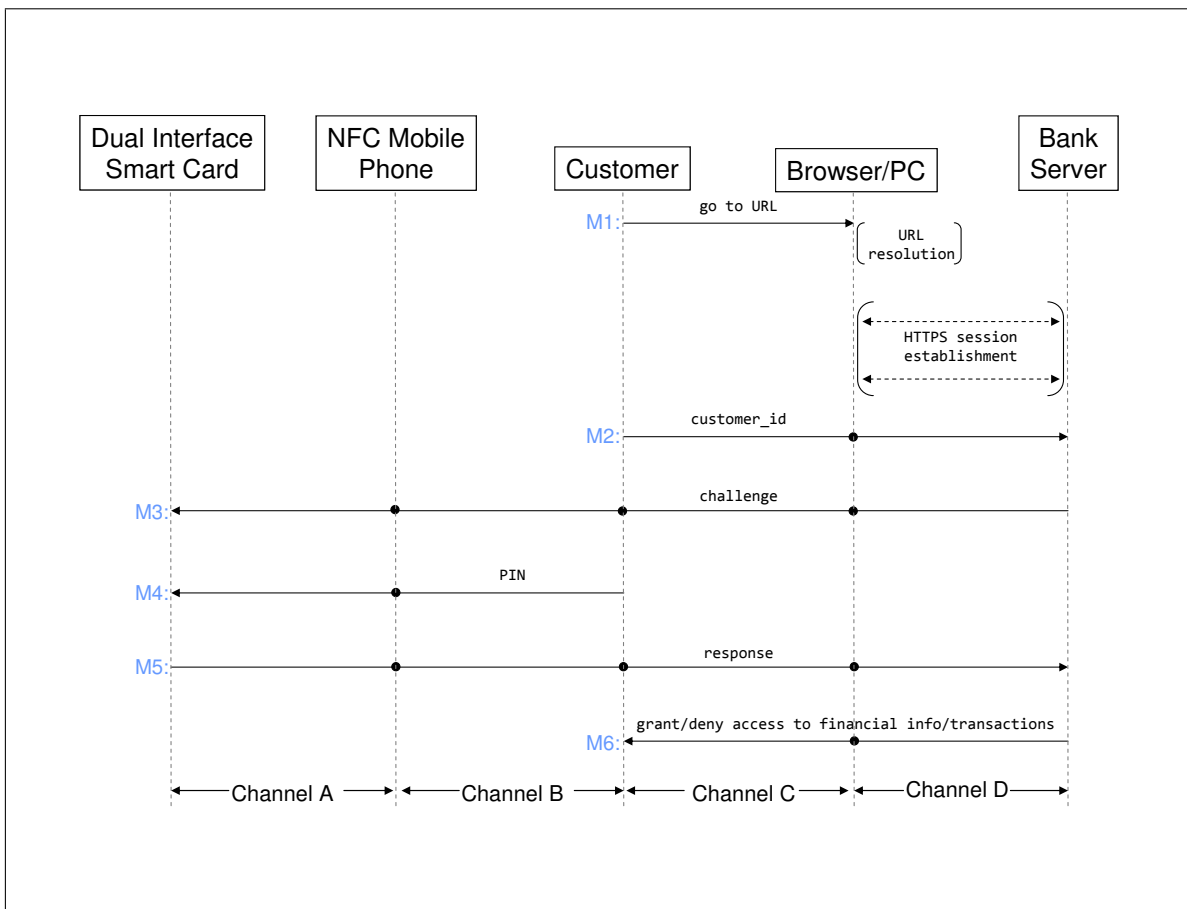 Dual Interface
Smart Card
NFC Mobile
Phone
Customer
Browser/PC
Bank
Server
M1:
go to URL
URL
resolution
HTTPS session
establishment
M2:
customer_id
M3:
challenge
M4:
PIN
M5:
response
M6:
grant/deny access to financial info/transactions
Channel A
Channel B
Channel C
Channel D